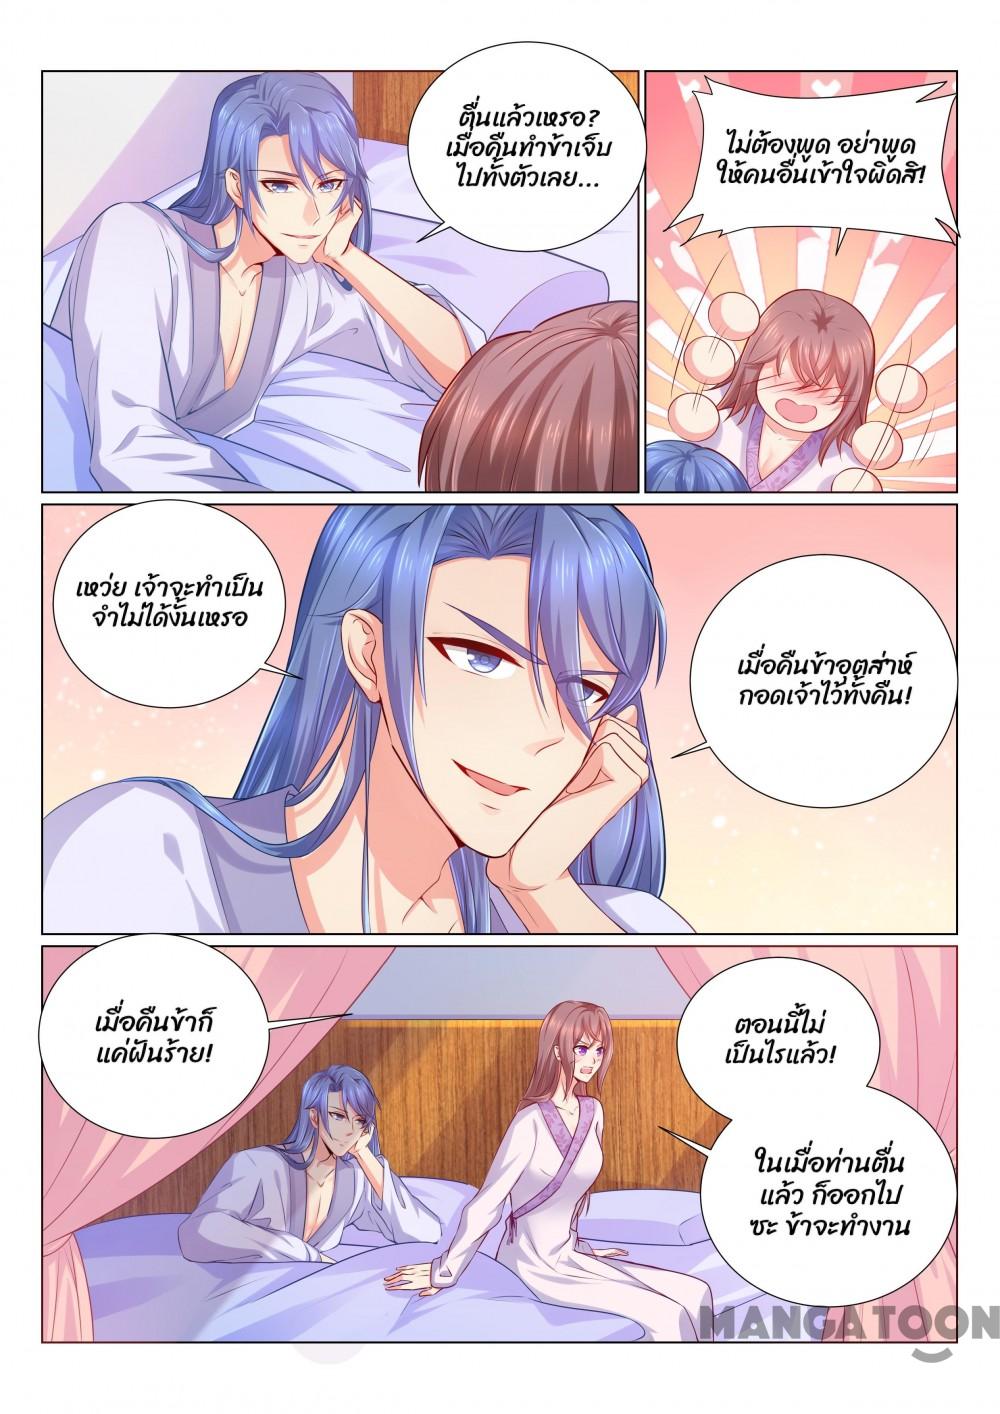 ตื่นแล้วเหรอ?
เมื่อคืนทำข้าเจ็บ
ไปทั้งตัวเลย...
ไม่ต้องพูด อย่าพูด
ให้คนอื่นเข้าใจผิดสิ!
เหว่ย เจ้าจะทำเป็น
จำไม่ได้งั้นเหรอ
เมื่อคืนข้าอุตส่าห์
กอดเจ้าไว้ทั้งคืน!
เมื่อคืนข้าก็
แค่ฝันร้าย!
ตอนนี้ไม่
เป็นไรแล้ว!
ในเมื่อท่านตื่น
แล้ว ก็ออกไป
ซะ ข้าจะทำงาน
MANGATOON